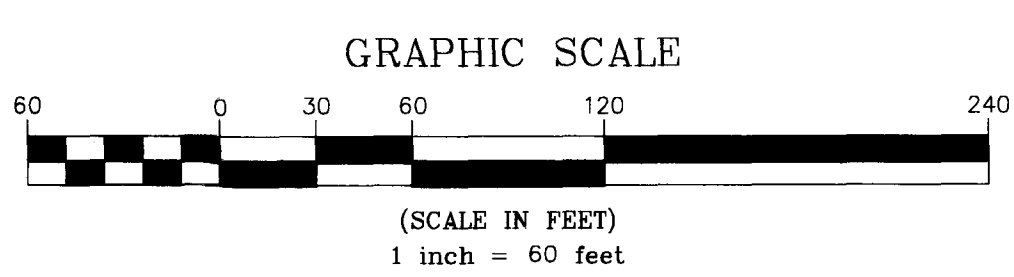 GRAPHIC SCALE
60 0 30 60 120 240
(SCALE IN FEET)
1 inch = 60 feet